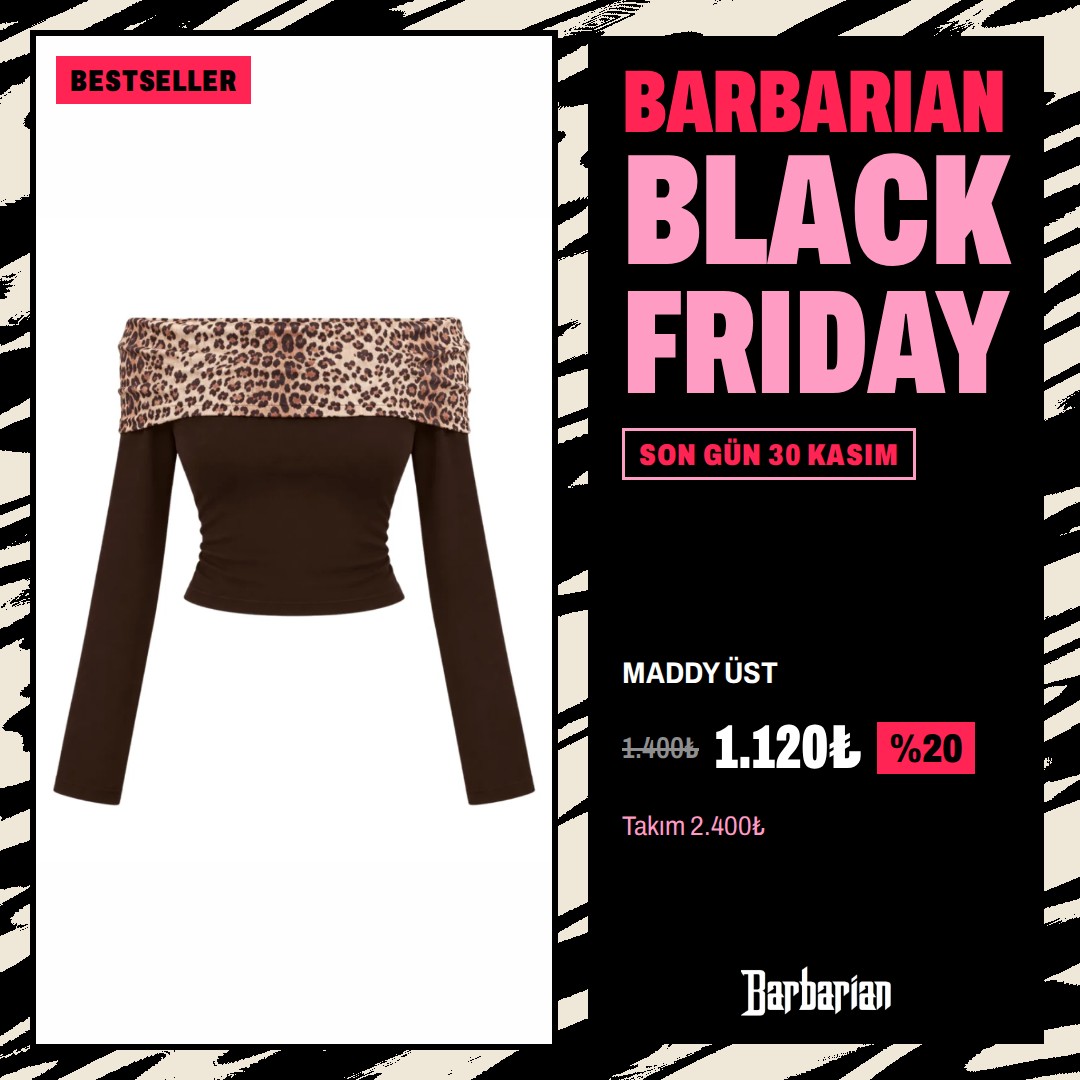 BESTSELLER
BARBARIAN
BLACK
FRIDAY
SON GÜN 30 KASIM
MADDY ÜST
1.400₺ 1.120₺ %20
Takım 2.400₺
Barbarian